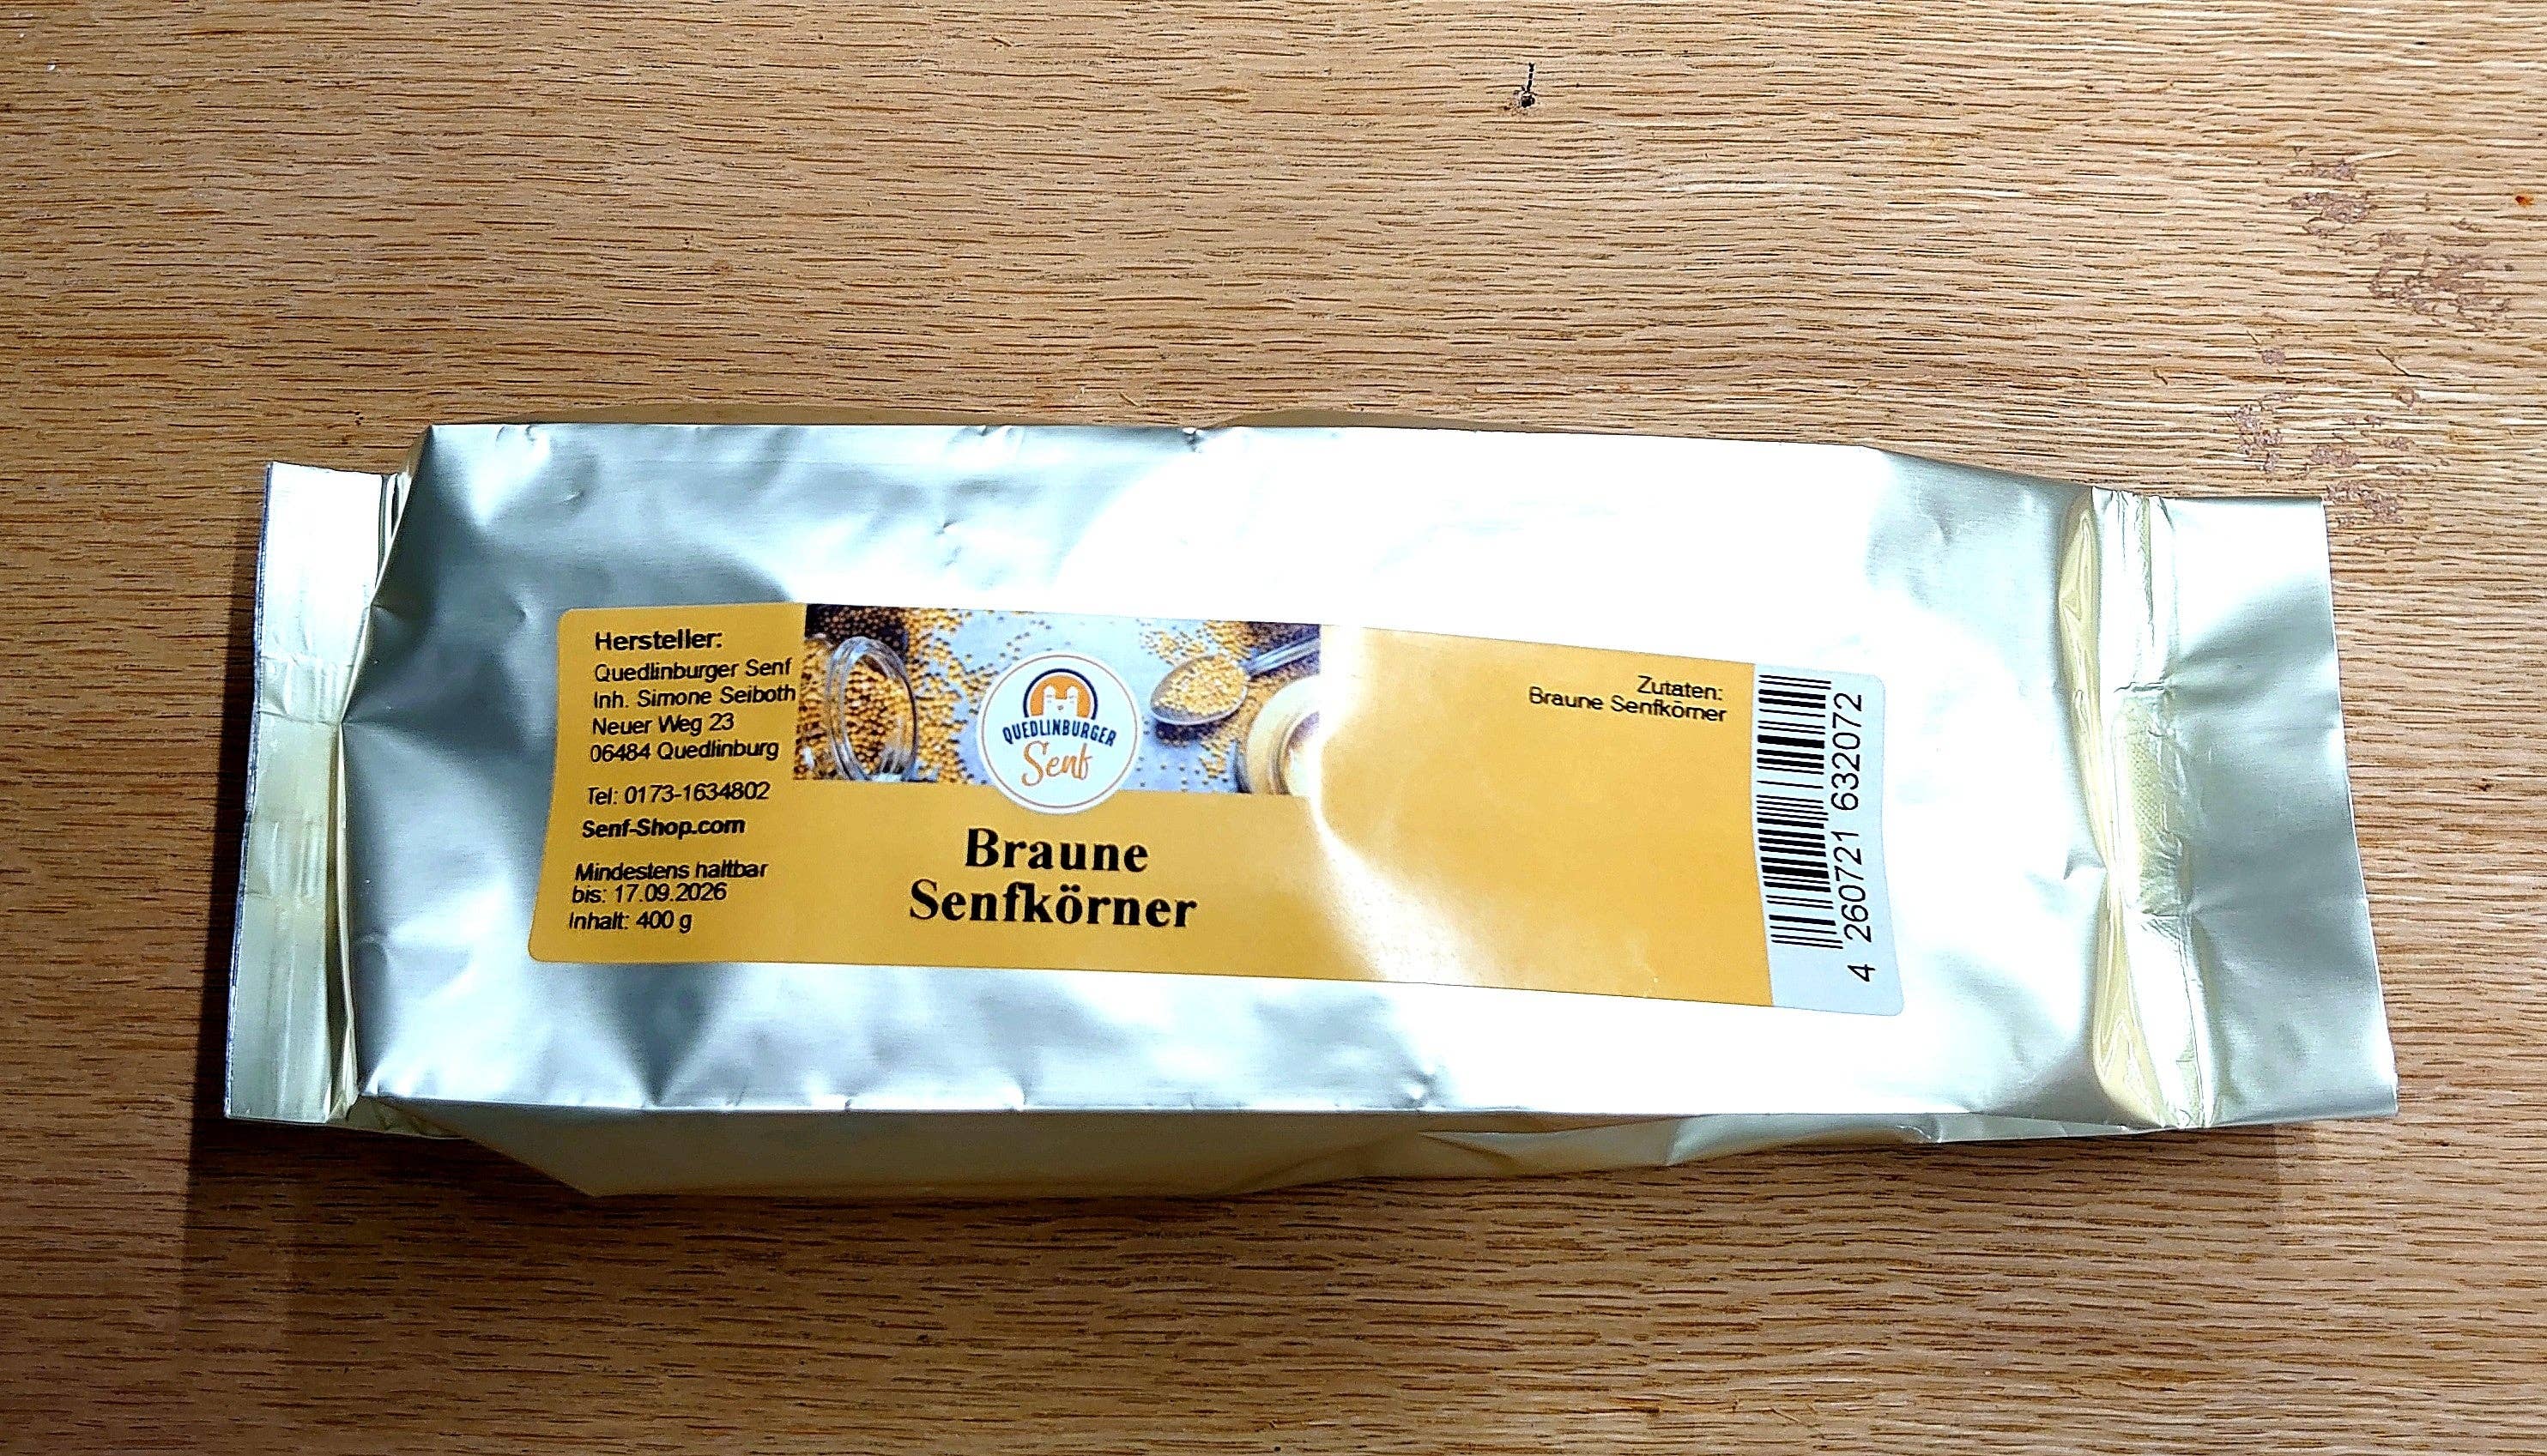 Hersteller:
Quedlinburger Senf
Inh. Simone Seiboth
Neuer Weg 23
06484 Quedlinburg
Tel: 0173-1634802
Senf-Shop.com
Mindestens haltbar
bis: 17.09.2026
Inhalt: 400 g
QUEDLINBURGER
Senf
Braune
Senfkörner
Zutaten:
Braune Senfkörner
4 260721 632072